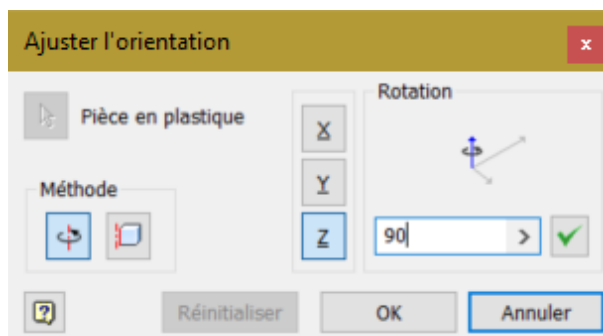 Ajuster l'orientation
x
Pièce en plastique
Méthode
X
Y
Z
Rotation
90
>
?
Réinitialiser
OK
Annuler